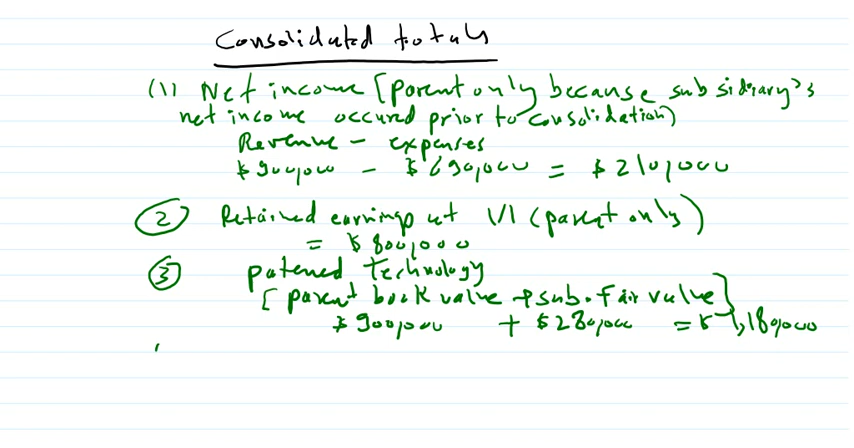 Consolidated totals
(1) Net income [parent only because subsidiary's
net income occured prior to consolidation)
Revenue - expenses
$900,000 - $690,000 = $210,000
② Retained earnings at 1/1 (parent only)
= $800,000
③ patened Technology
[parent book value + sub. fair value]
$900,000 + $280,000 = $1,180,000